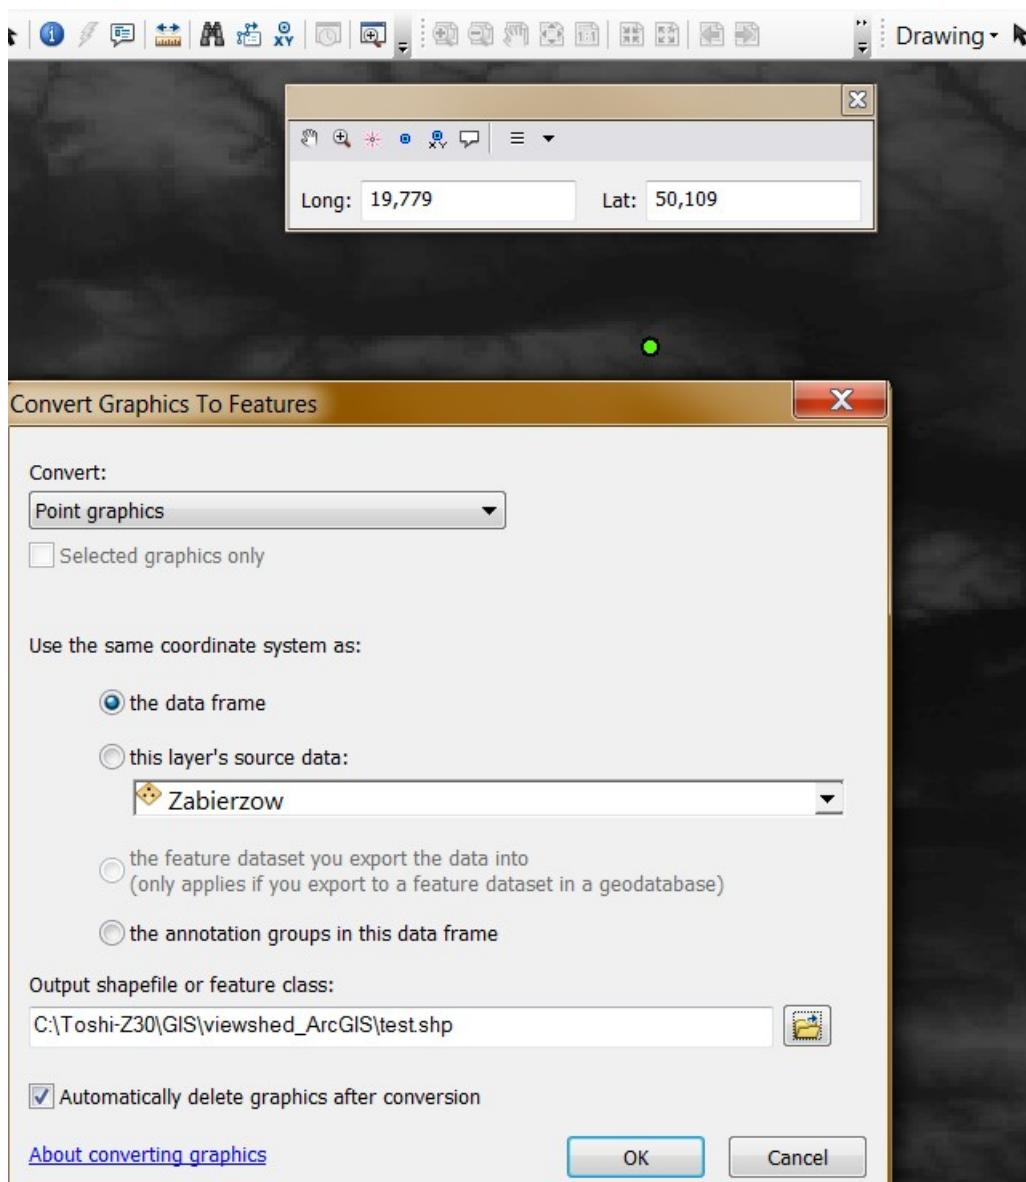 XY
1:1
Drawing
XY
Long: 19,779 Lat: 50,109
Convert Graphics To Features
Convert:
Point graphics
Selected graphics only
Use the same coordinate system as:
the data frame
this layer's source data:
Zabierzow
the feature dataset you export the data into
(only applies if you export to a feature dataset in a geodatabase)
the annotation groups in this data frame
Output shapefile or feature class:
C:\Toshi-Z30\GIS\viewshed_ArcGIS\test.shp
Automatically delete graphics after conversion
About converting graphics OK Cancel